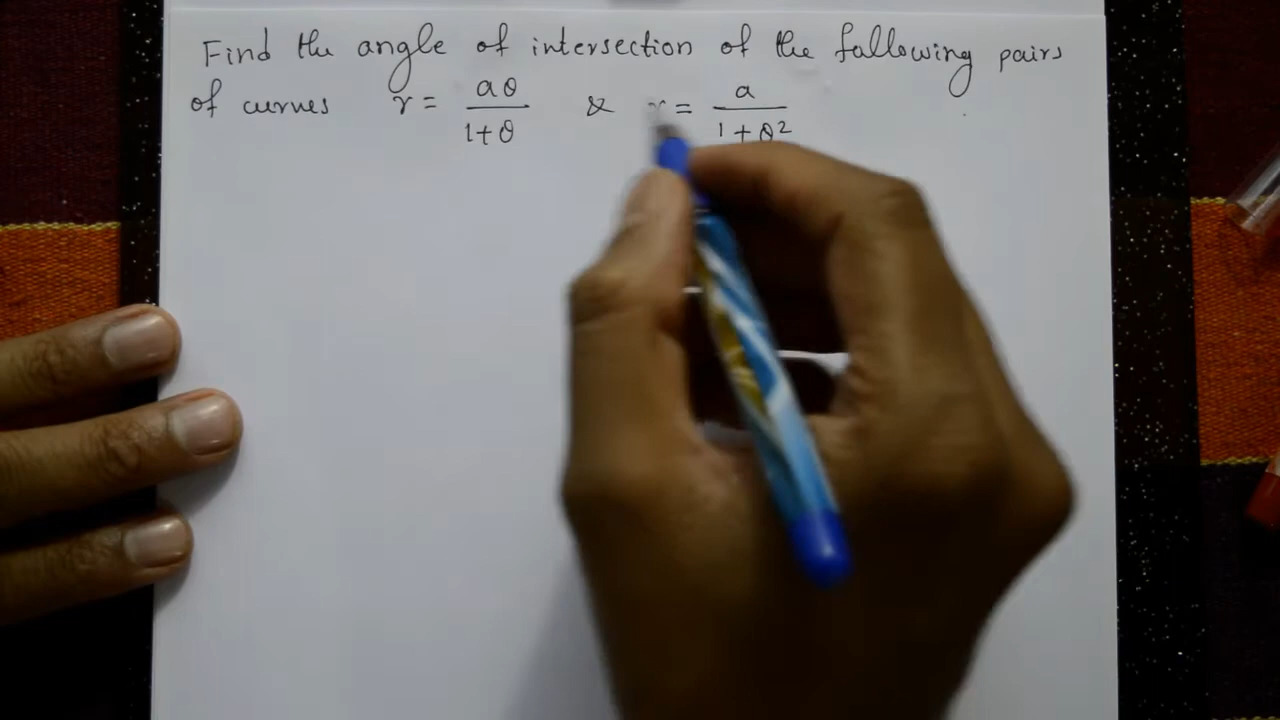 Find the angle of intersection of the following pairs
of curves r = aθ/(1+θ) & r = a/(1+θ²)